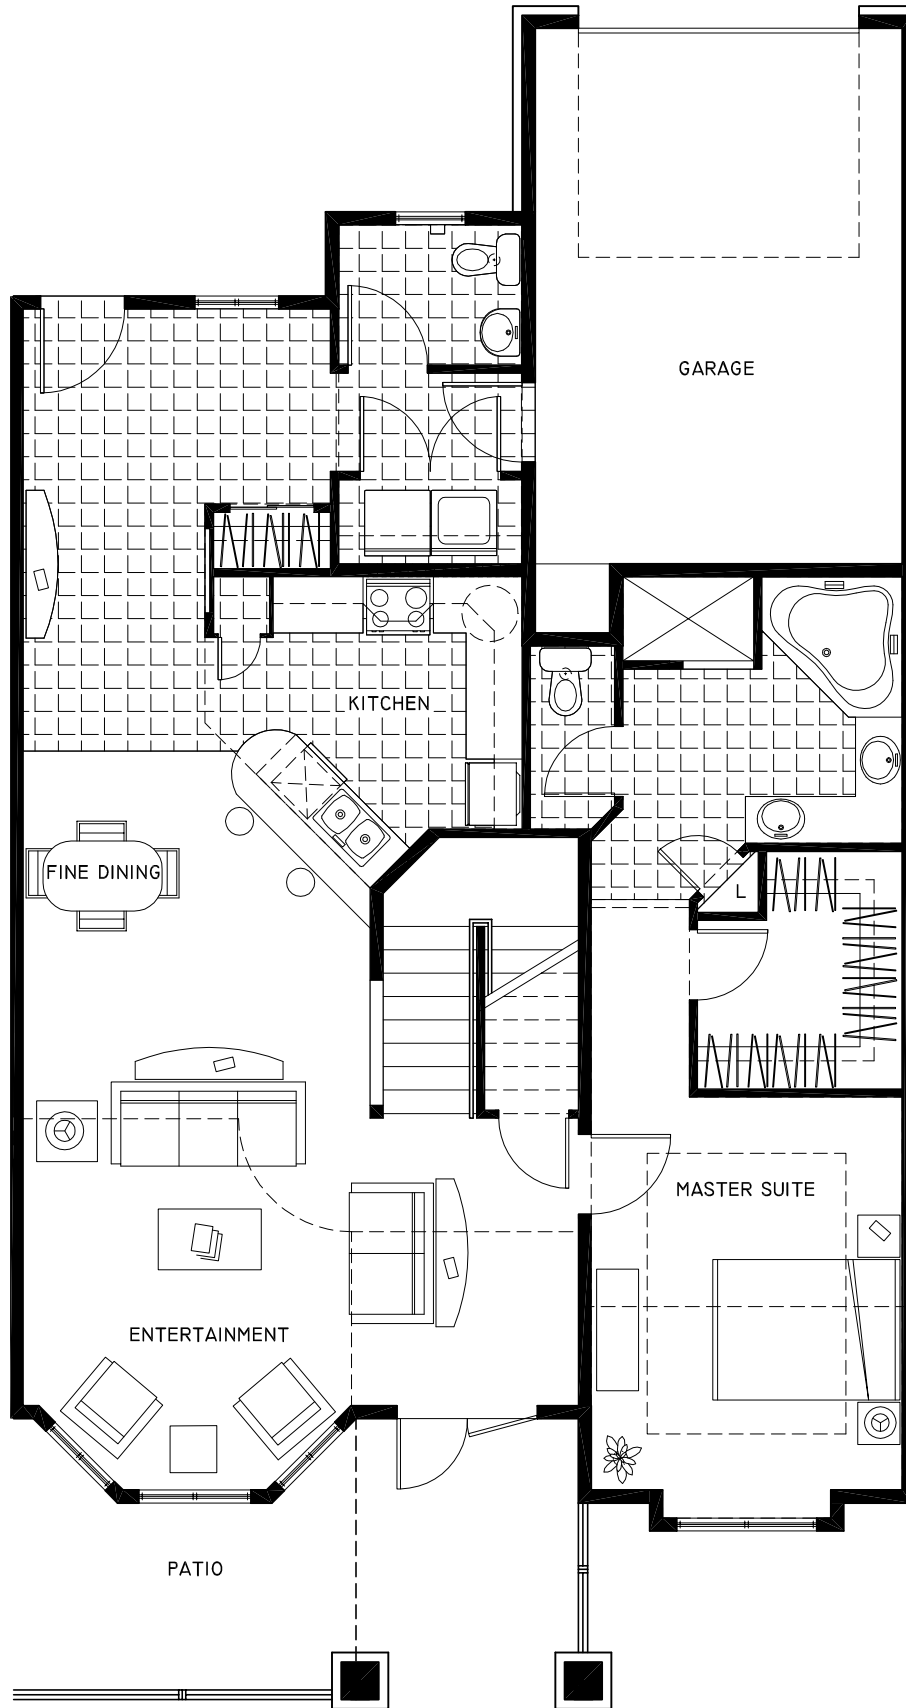 GARAGE
KITCHEN
FINE DINING
L
MASTER SUITE
ENTERTAINMENT
PATIO